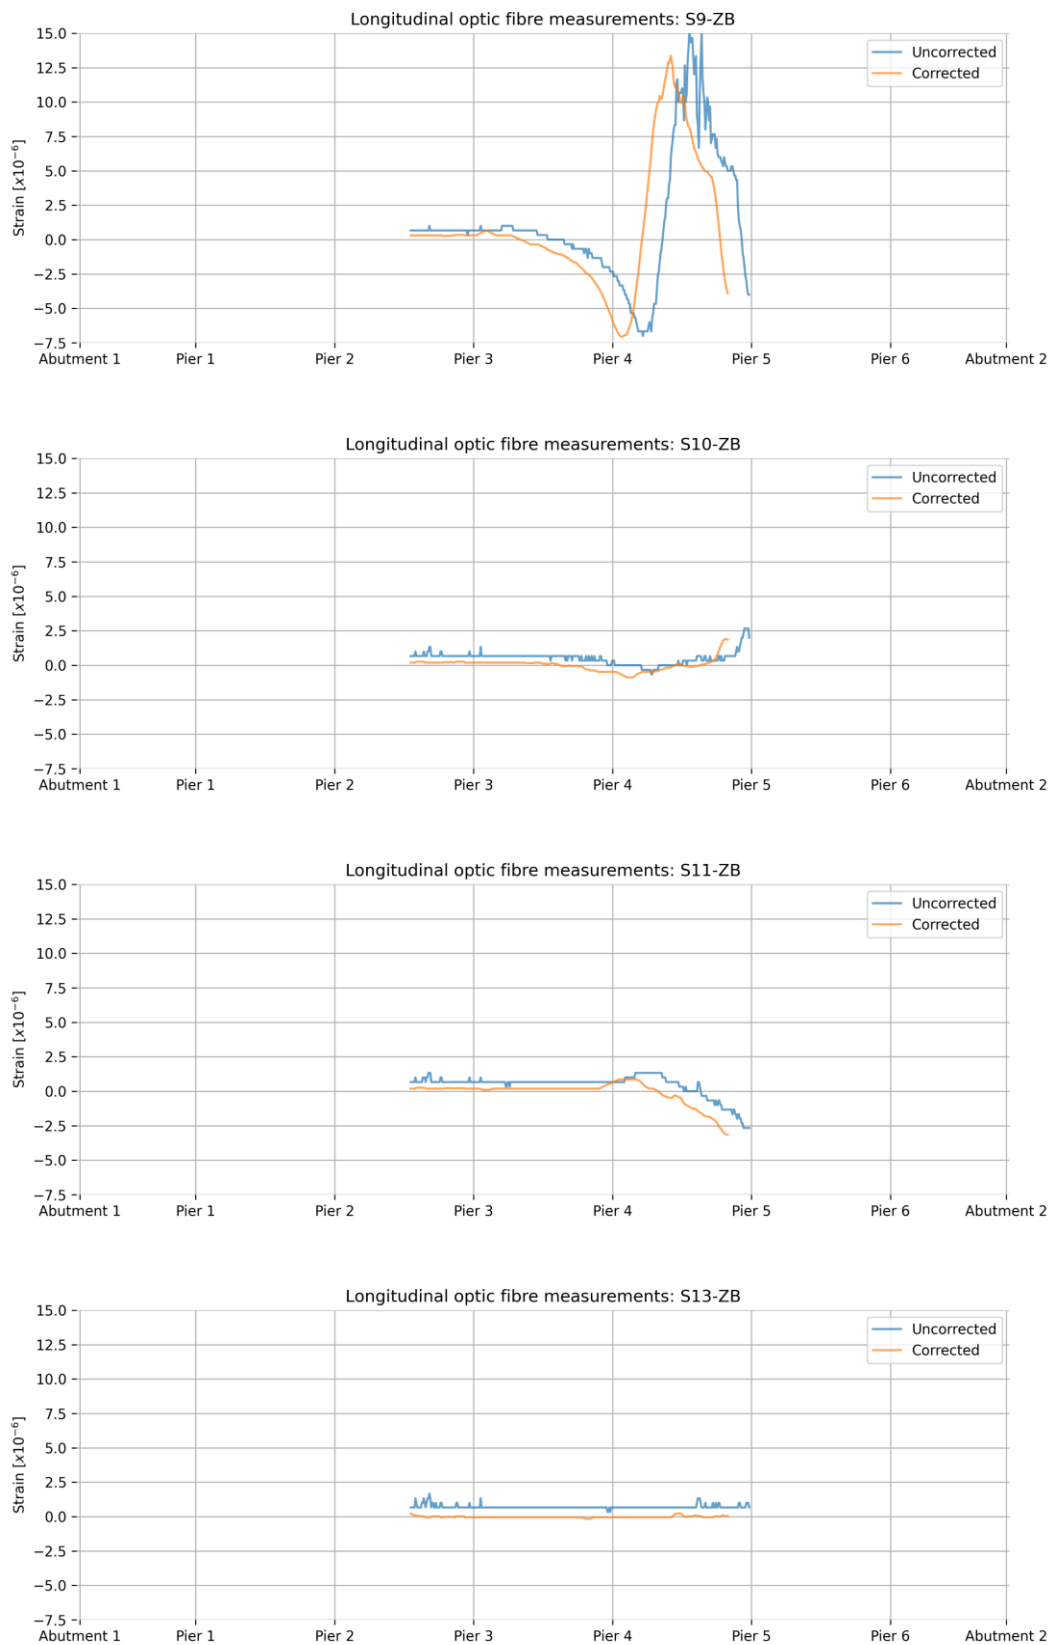 Longitudinal optic fibre measurements: S9-ZB
15.0
12.5
10.0
7.5
5.0
2.5
0.0
−2.5
−5.0
−7.5
Strain [x10⁻⁶]
Uncorrected
Corrected
Abutment 1 Pier 1 Pier 2 Pier 3 Pier 4 Pier 5 Pier 6 Abutment 2
Longitudinal optic fibre measurements: S10-ZB
15.0
12.5
10.0
7.5
5.0
2.5
0.0
−2.5
−5.0
−7.5
Strain [x10⁻⁶]
Uncorrected
Corrected
Abutment 1 Pier 1 Pier 2 Pier 3 Pier 4 Pier 5 Pier 6 Abutment 2
Longitudinal optic fibre measurements: S11-ZB
15.0
12.5
10.0
7.5
5.0
2.5
0.0
−2.5
−5.0
−7.5
Strain [x10⁻⁶]
Uncorrected
Corrected
Abutment 1 Pier 1 Pier 2 Pier 3 Pier 4 Pier 5 Pier 6 Abutment 2
Longitudinal optic fibre measurements: S13-ZB
15.0
12.5
10.0
7.5
5.0
2.5
0.0
−2.5
−5.0
−7.5
Strain [x10⁻⁶]
Uncorrected
Corrected
Abutment 1 Pier 1 Pier 2 Pier 3 Pier 4 Pier 5 Pier 6 Abutment 2